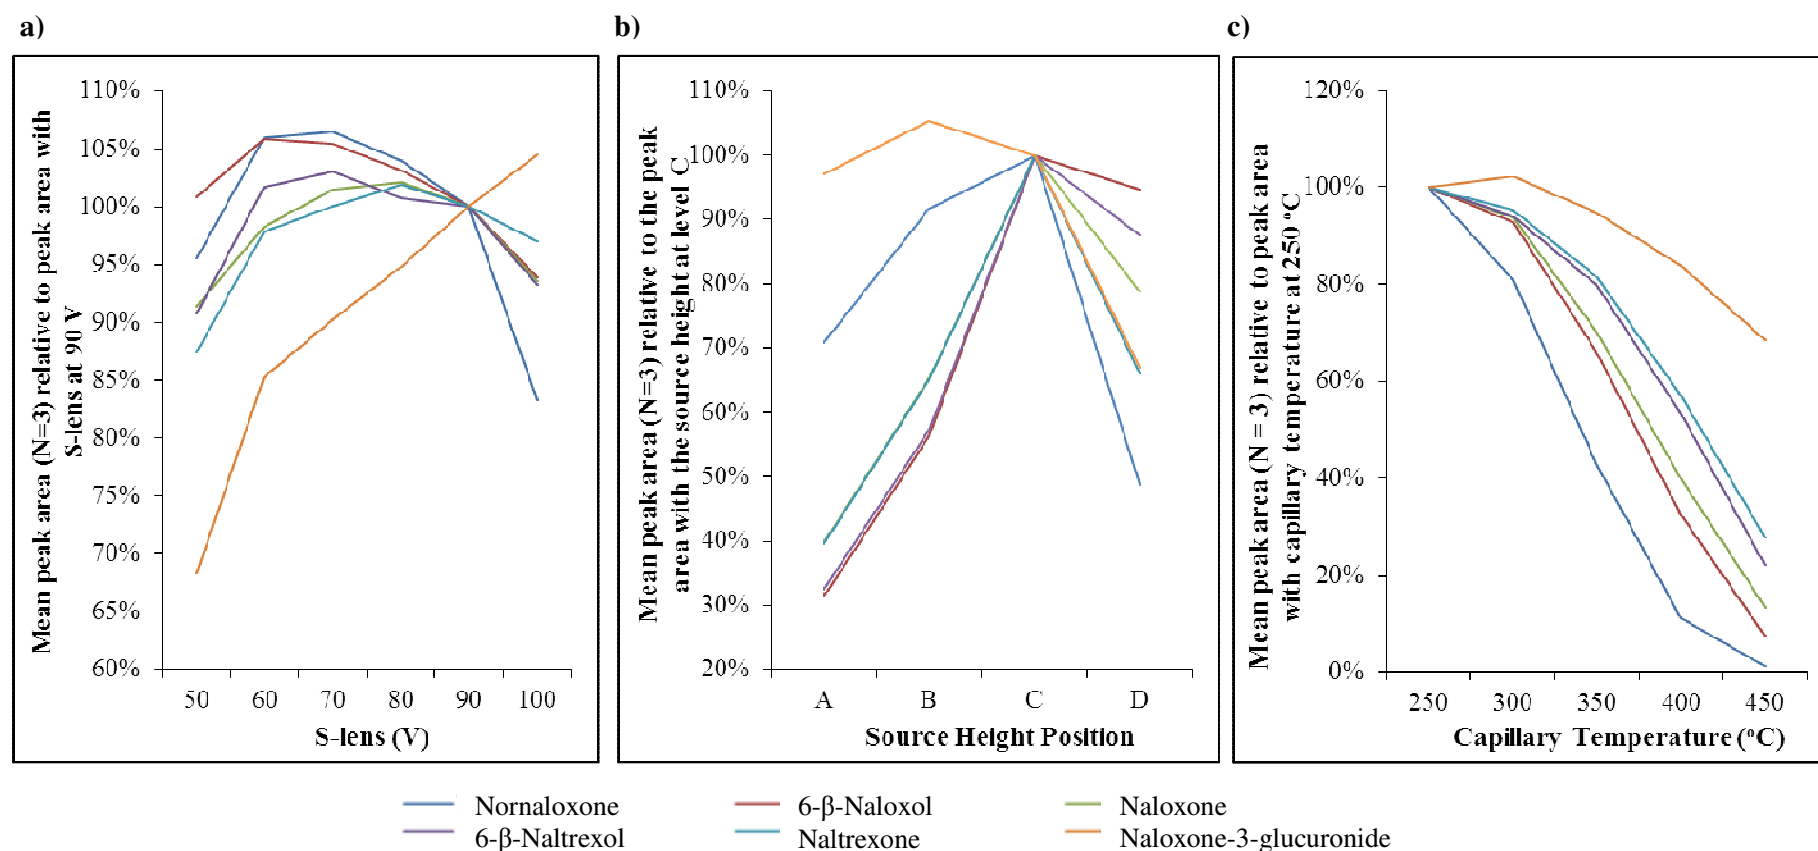 a)
Mean peak area (N=3) relative to peak area with
S-lens at 90 V
110%
105%
100%
95%
90%
85%
80%
75%
70%
65%
60%
50 60 70 80 90 100
S-lens (V)
b)
Mean peak area (N=3) relative to the peak
area with the source height at level C
110%
100%
90%
80%
70%
60%
50%
40%
30%
20%
A B C D
Source Height Position
c)
Mean peak area (N = 3) relative to peak area
with capillary temperature at 250 °C
120%
100%
80%
60%
40%
20%
0%
250 300 350 400 450
Capillary Temperature (°C)
Nornaloxone 6-β-Naloxol Naloxone
6-β-Naltrexol Naltrexone Naloxone-3-glucuronide